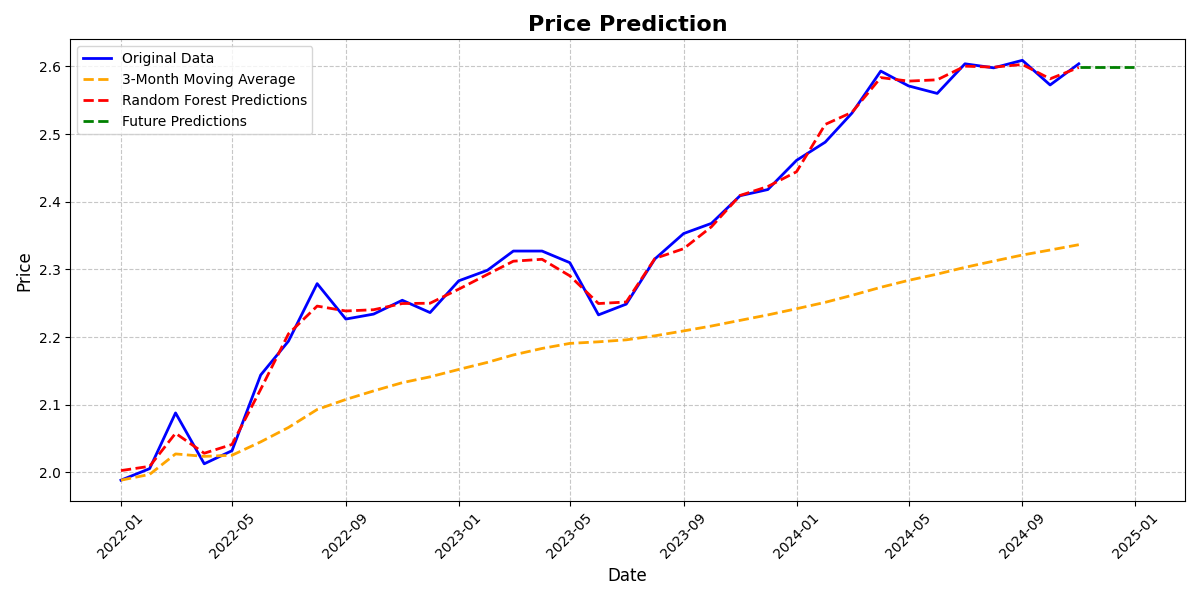 Price Prediction
Original Data
3-Month Moving Average
Random Forest Predictions
Future Predictions
Price
2.6
2.5
2.4
2.3
2.2
2.1
2.0
2022-01
2022-05
2022-09
2023-01
2023-05
2023-09
2024-01
2024-05
2024-09
2025-01
Date